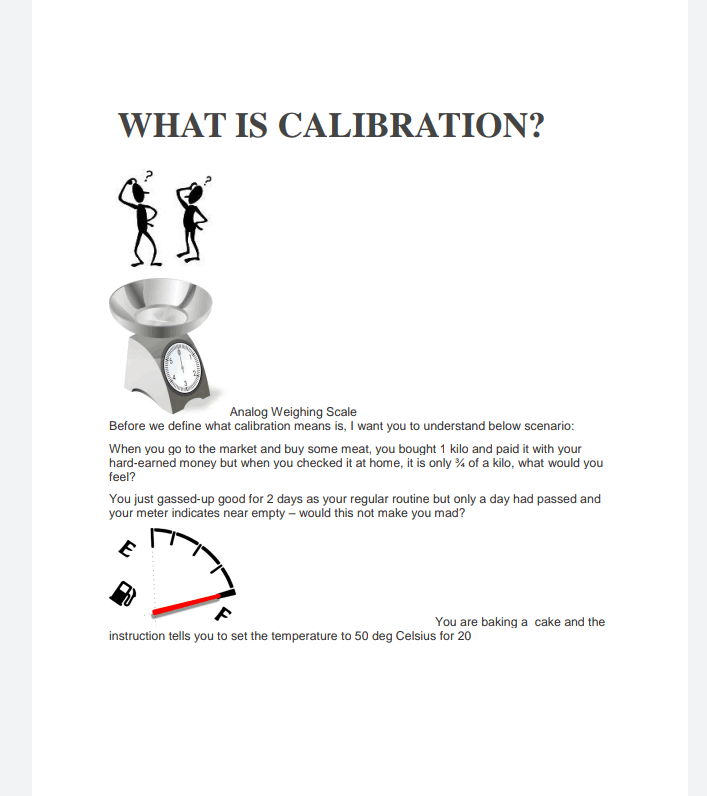 WHAT IS CALIBRATION?
? ?
Analog Weighing Scale
Before we define what calibration means is, I want you to understand below scenario:
When you go to the market and buy some meat, you bought 1 kilo and paid it with your
hard-earned money but when you checked it at home, it is only ¾ of a kilo, what would you
feel?
You just gassed-up good for 2 days as your regular routine but only a day had passed and
your meter indicates near empty – would this not make you mad?
E
F
You are baking a  cake and the
instruction tells you to set the temperature to 50 deg Celsius for 20